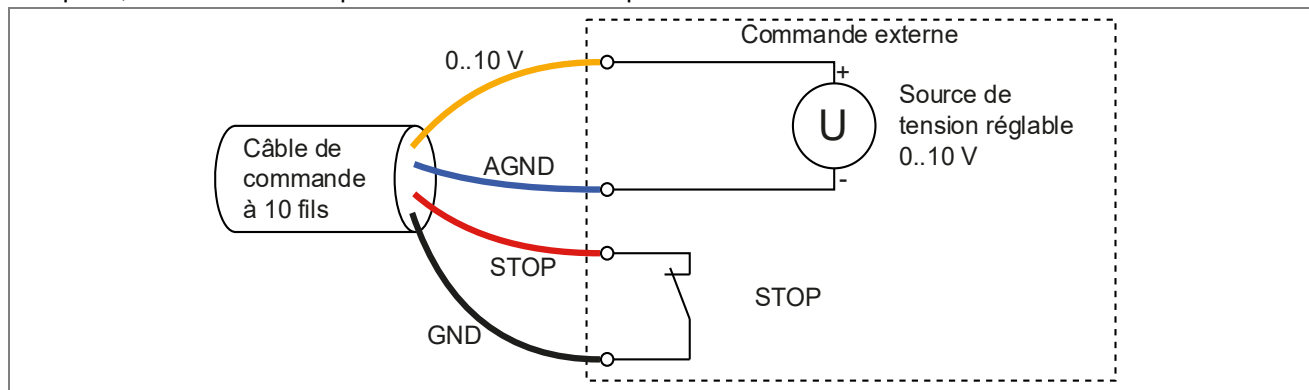 Commande externe
0..10 V
+
U
Source de
tension réglable
0..10 V
-
Câble de
commande
à 10 fils
AGND
STOP
STOP
GND